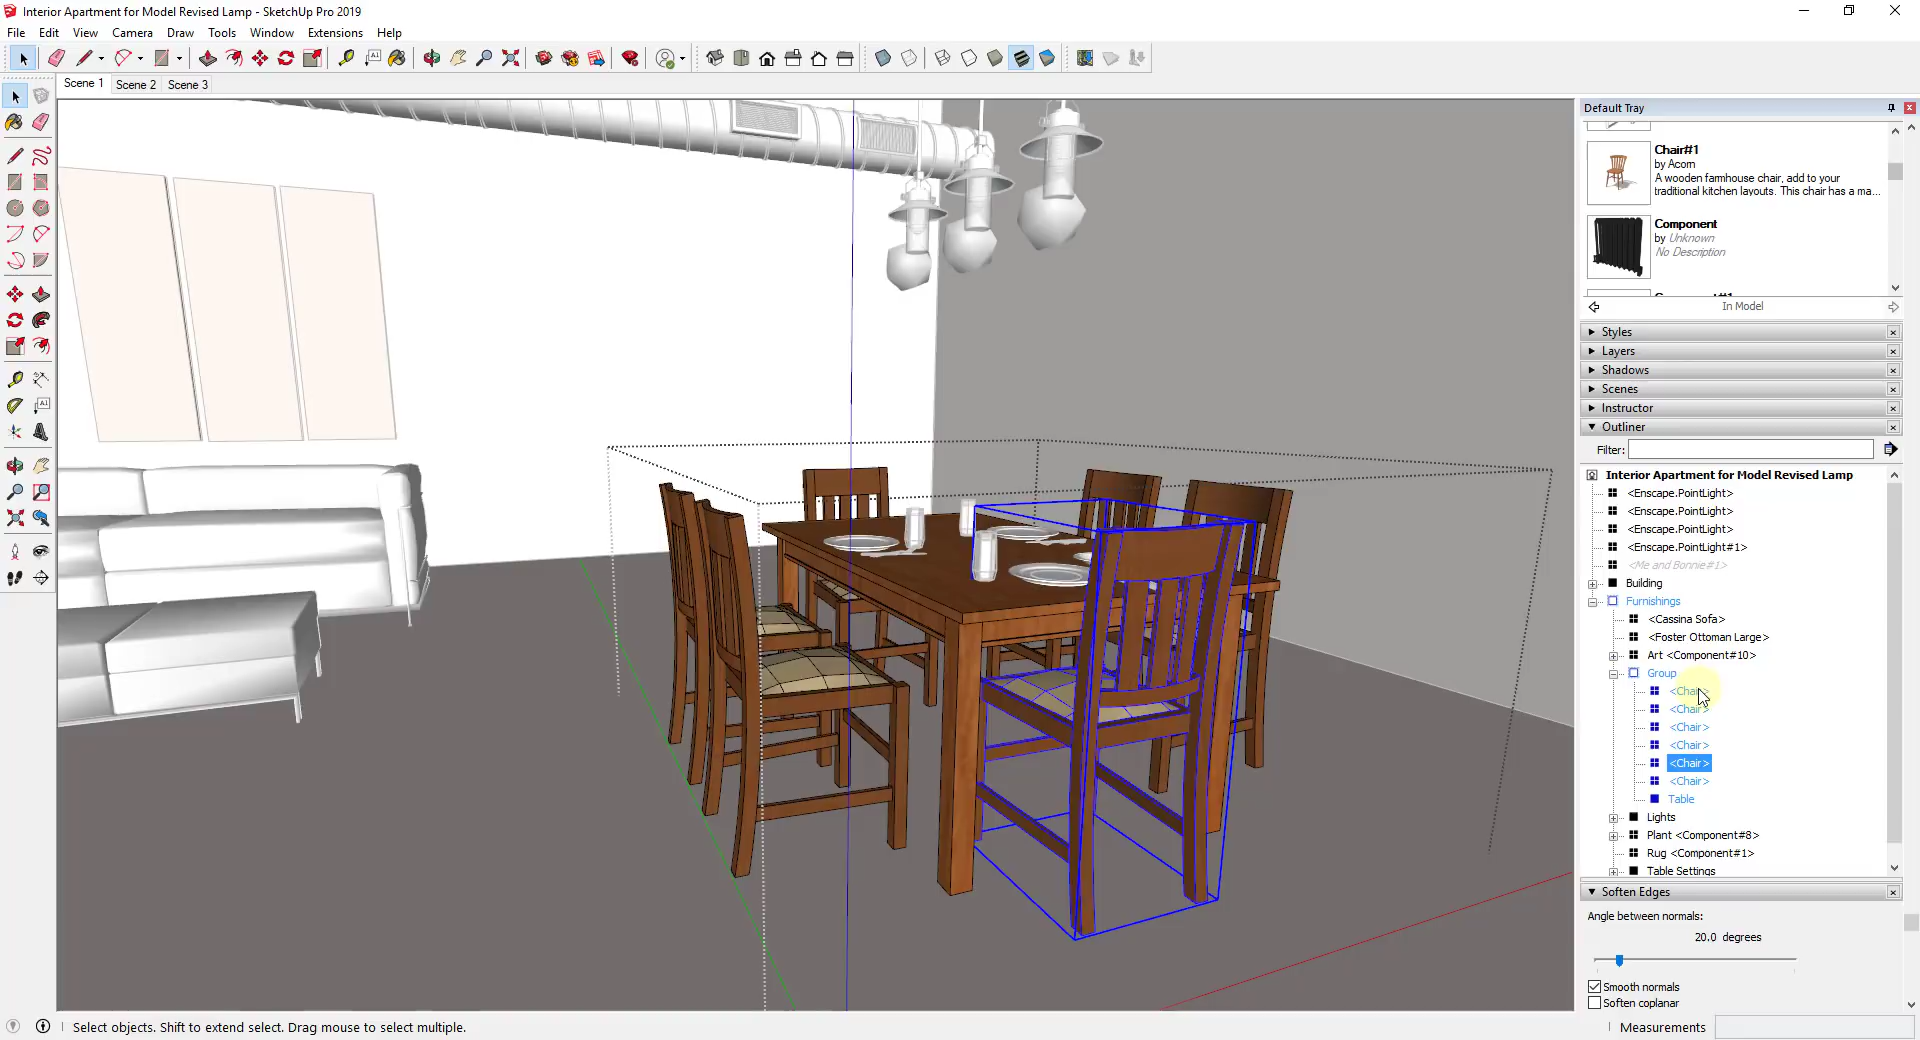 Interior Apartment for Model Revised Lamp - SketchUp Pro 2019
File Edit View Camera Draw Tools Window Extensions Help
Scene 1 Scene 2 Scene 3
Default Tray
Chair#1
by Acorn
A wooden farmhouse chair, add to your
traditional kitchen layouts. This chair has a ma...
Component
by Unknown
No Description
In Model
Styles
Layers
Shadows
Scenes
Instructor
Outliner
Filter:
Interior Apartment for Model Revised Lamp
<Enscape.PointLight>
<Enscape.PointLight>
<Enscape.PointLight>
<Enscape.PointLight#1>
<Me and Bonnie#1>
Building
Furnishings
<Cassina Sofa>
<Foster Ottoman Large>
Art <Component#10>
Group
<Chair>
<Chair>
<Chair>
<Chair>
<Chair>
<Chair>
Table
Lights
Plant <Component#8>
Rug <Component#1>
Table Settings
Soften Edges
Angle between normals:
20.0 degrees
Smooth normals
Soften coplanar
Select objects. Shift to extend select. Drag mouse to select multiple.
Measurements